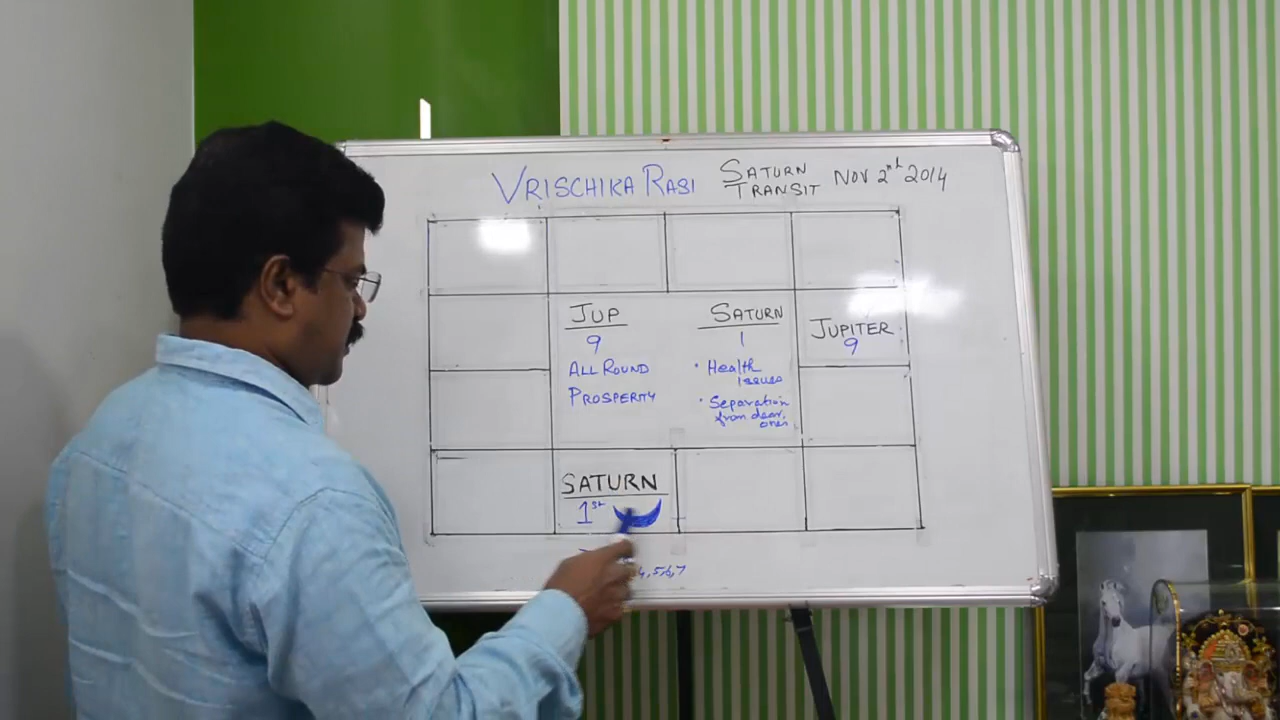 VRISCHIKA RASI SATURN TRANSIT NOV 2nd 2014
JUP
9
ALL ROUND
PROSPERTY
SATURN
1
• Health
Issues
• Separation
from dear
ones
JUPITER
9
SATURN
1st
4,5,6,7